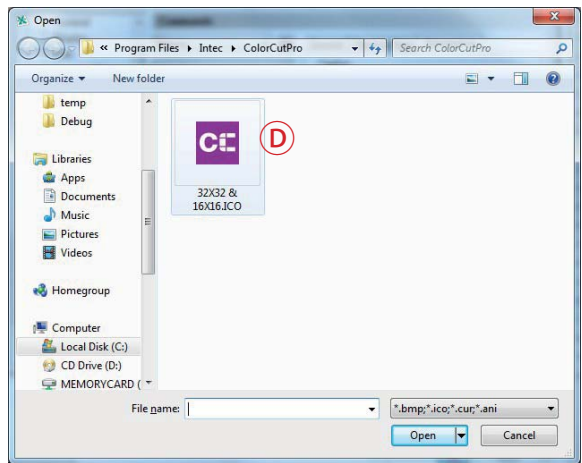 Open
« Program Files Intec ColorCutPro
Search ColorCutPro
Organize
New folder
temp
Debug
Libraries
Apps
Documents
Music
Pictures
Videos
Homegroup
Computer
Local Disk (C:)
CD Drive (D:)
MEMORYCARD (
CC
D
32X32 &
16X16.ICO
File name:
*.bmp;*.ico;*.cur;*.ani
Open
Cancel